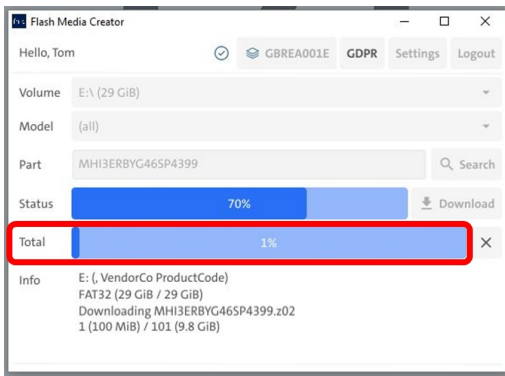 Flash Media Creator
Hello, Tom GBREA001E GDPR Settings Logout
Volume E:\ (29 GiB)
Model (all)
Part MHI3ERBYG46SP4399 Search
Status 70% Download
Total 1%
Info E: (, VendorCo ProductCode)
FAT32 (29 GiB / 29 GiB)
Downloading MHI3ERBYG46SP4399.z02
1 (100 MiB) / 101 (9.8 GiB)